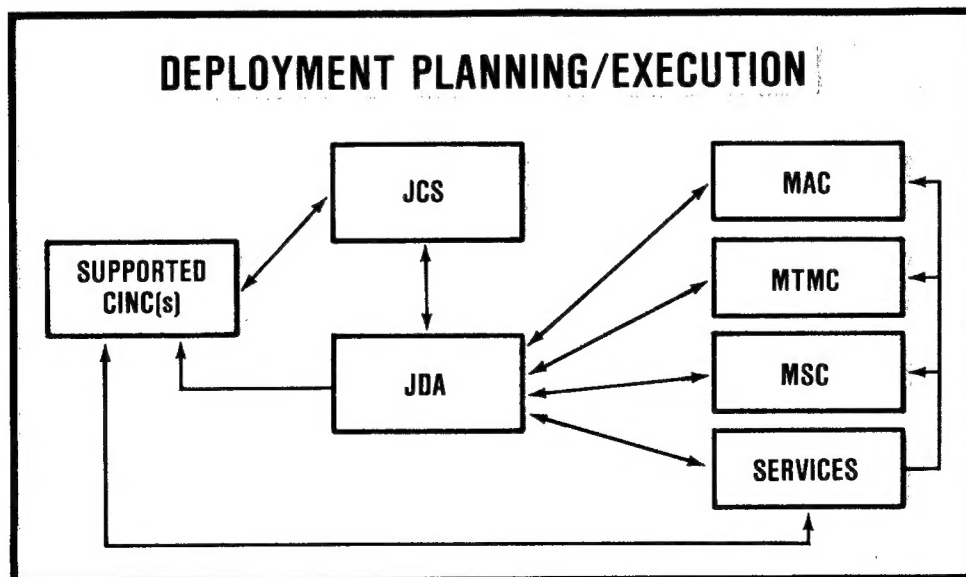 DEPLOYMENT PLANNING/EXECUTION
JCS
MAC
SUPPORTED
CINC(s)
MTMC
JDA
MSC
SERVICES